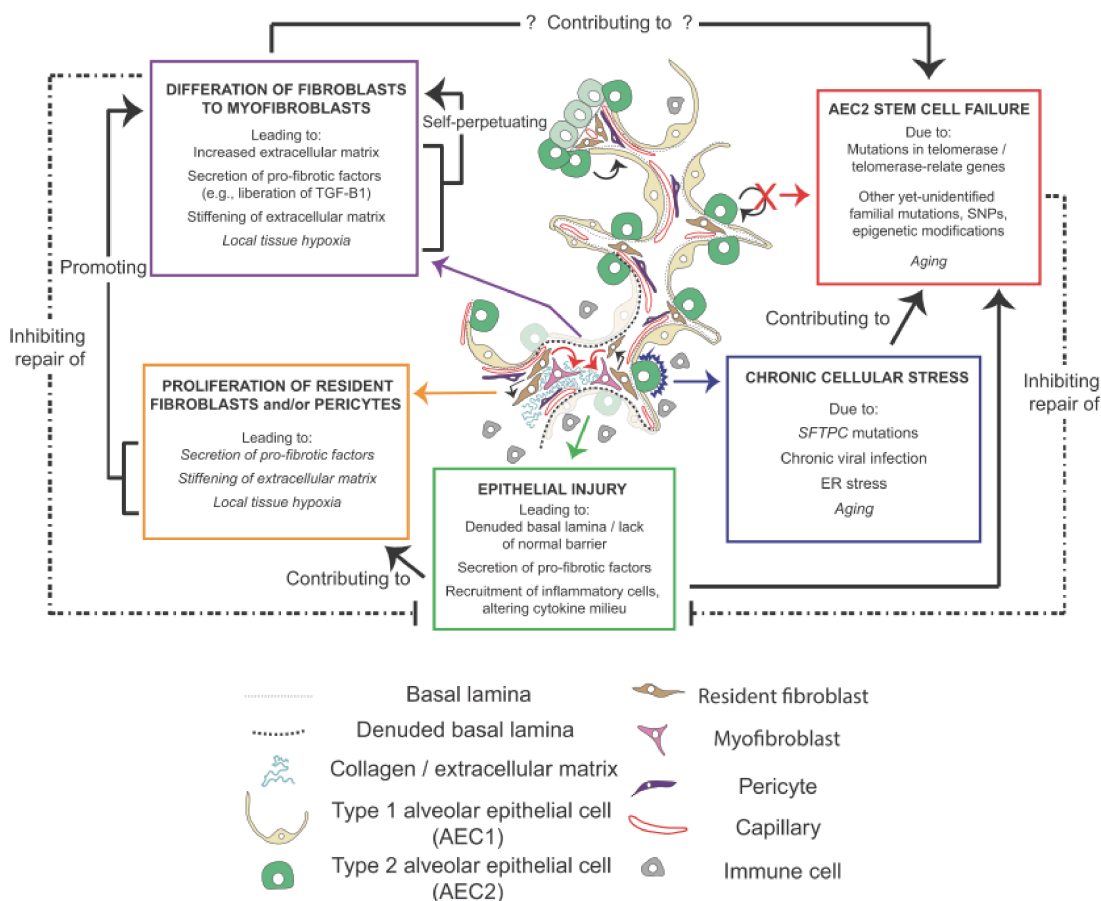 ? Contributing to ?
DIFFERATION OF FIBROBLASTS
TO MYOFIBROBLASTS
Leading to:
Increased extracellular matrix
Secretion of pro-fibrotic factors
(e.g., liberation of TGF-B1)
Stiffening of extracellular matrix
Local tissue hypoxia
Self-perpetuating
AEC2 STEM CELL FAILURE
Due to:
Mutations in telomerase /
telomerase-relate genes
Other yet-unidentified
familial mutations, SNPs,
epigenetic modifications
Aging
X
Promoting
Inhibiting
repair of
Contributing to
PROLIFERATION OF RESIDENT
FIBROBLASTS and/or PERICYTES
Leading to:
Secretion of pro-fibrotic factors
Stiffening of extracellular matrix
Local tissue hypoxia
CHRONIC CELLULAR STRESS
Due to:
SFTPC mutations
Chronic viral infection
ER stress
Aging
Inhibiting
repair of
EPITHELIAL INJURY
Leading to:
Denuded basal lamina / lack
of normal barrier
Secretion of pro-fibrotic factors
Recruitment of inflammatory cells,
altering cytokine milieu
Contributing to
Basal lamina
Denuded basal lamina
Collagen / extracellular matrix
Type 1 alveolar epithelial cell
(AEC1)
Type 2 alveolar epithelial cell
(AEC2)
Resident fibroblast
Myofibroblast
Pericyte
Capillary
Immune cell